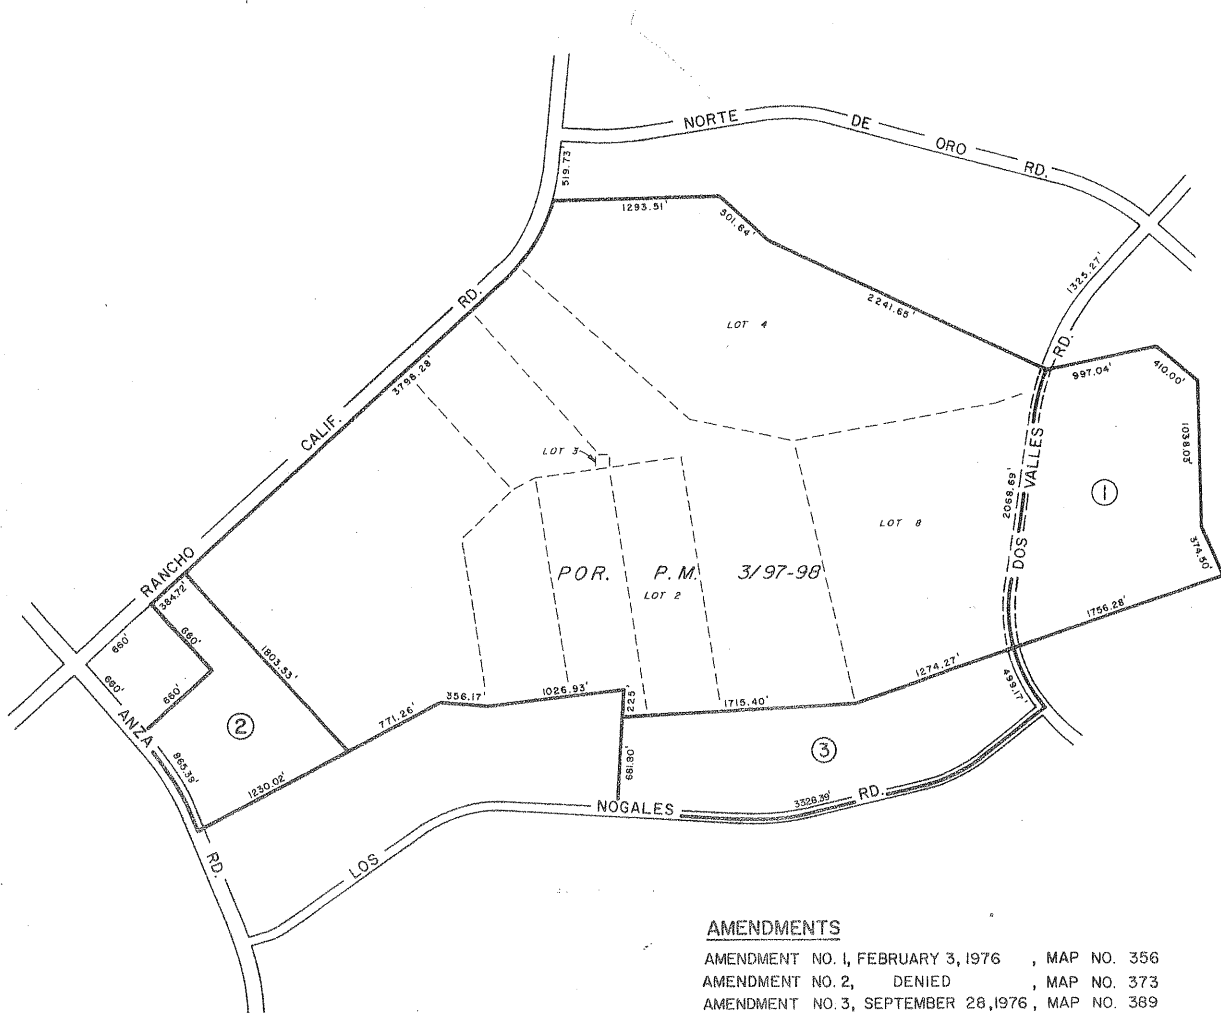 NORTE DE ORO RD.
519.73'
1293.51'
501.64'
2241.65'
1325.27'
RD.
LOT 4
RD.
997.04'
410.00'
3798.28'
CALIF.
1038.03'
VALLES
LOT 3
2068.69'
1
LOT 8
DOS
374.50'
RANCHO
POR. P.M. 3/97-98
384.72'
LOT 2
1756.28'
660'
660'
1803.53'
1274.27'
660'
660'
499.17'
356.17'
1026.93'
225'
1715.40'
ANZA
2
771.26'
3
865.39'
681.80'
1230.02'
NOGALES
3328.39'
RD.
RD.
LOS
AMENDMENTS
AMENDMENT NO. 1, FEBRUARY 3, 1976 , MAP NO. 356
AMENDMENT NO. 2, DENIED , MAP NO. 373
AMENDMENT NO. 3, SEPTEMBER 28, 1976, MAP NO. 389